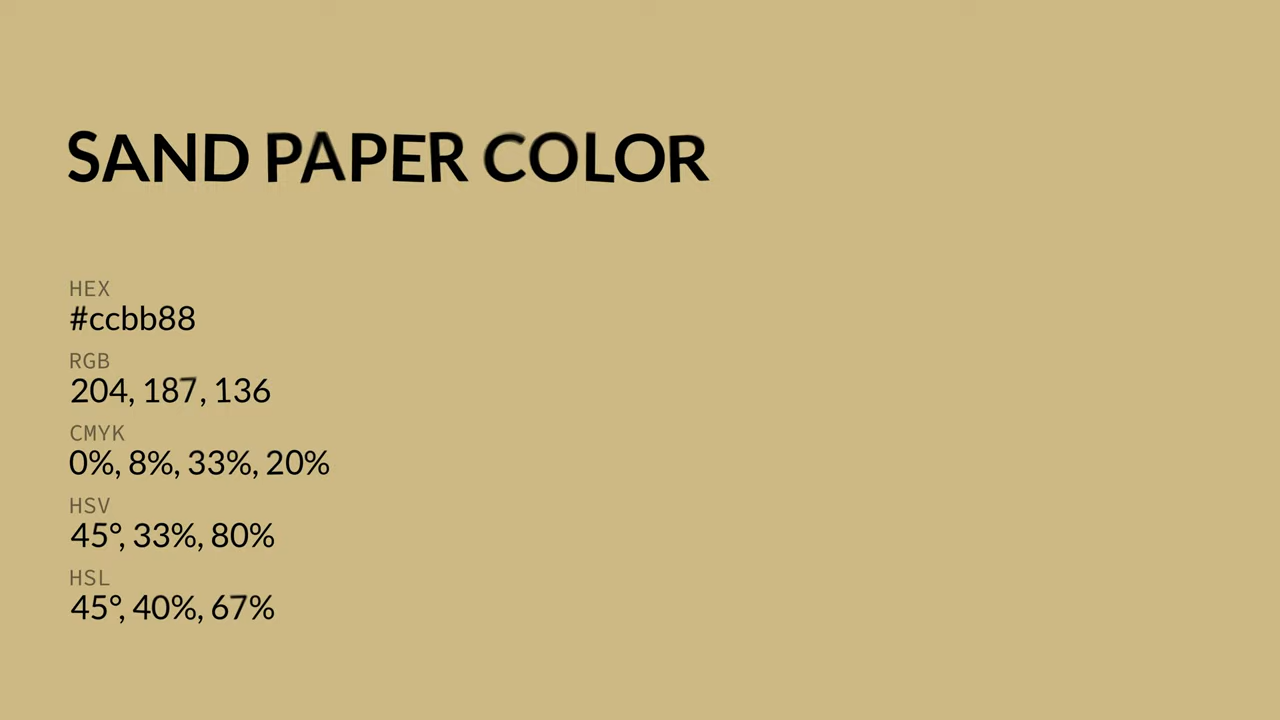 SAND PAPER COLOR
HEX
#ccbb88
RGB
204, 187, 136
CMYK
0%, 8%, 33%, 20%
HSV
45°, 33%, 80%
HSL
45°, 40%, 67%